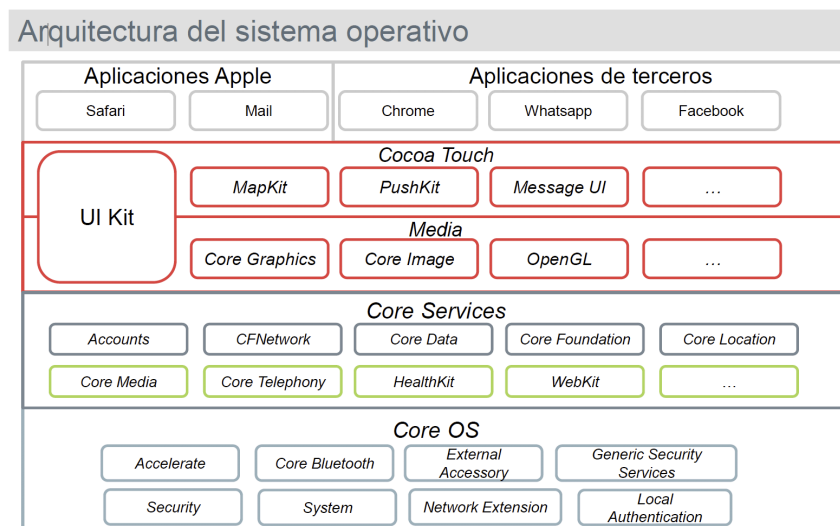 Arquitectura del sistema operativo
Aplicaciones Apple
Aplicaciones de terceros
Safari
Mail
Chrome
Whatsapp
Facebook
Cocoa Touch
UI Kit
MapKit
PushKit
Message UI
...
Media
Core Graphics
Core Image
OpenGL
...
Core Services
Accounts
CFNetwork
Core Data
Core Foundation
Core Location
Core Media
Core Telephony
HealthKit
WebKit
...
Core OS
Accelerate
Core Bluetooth
External
Accessory
Generic Security
Services
Security
System
Network Extension
Local
Authentication